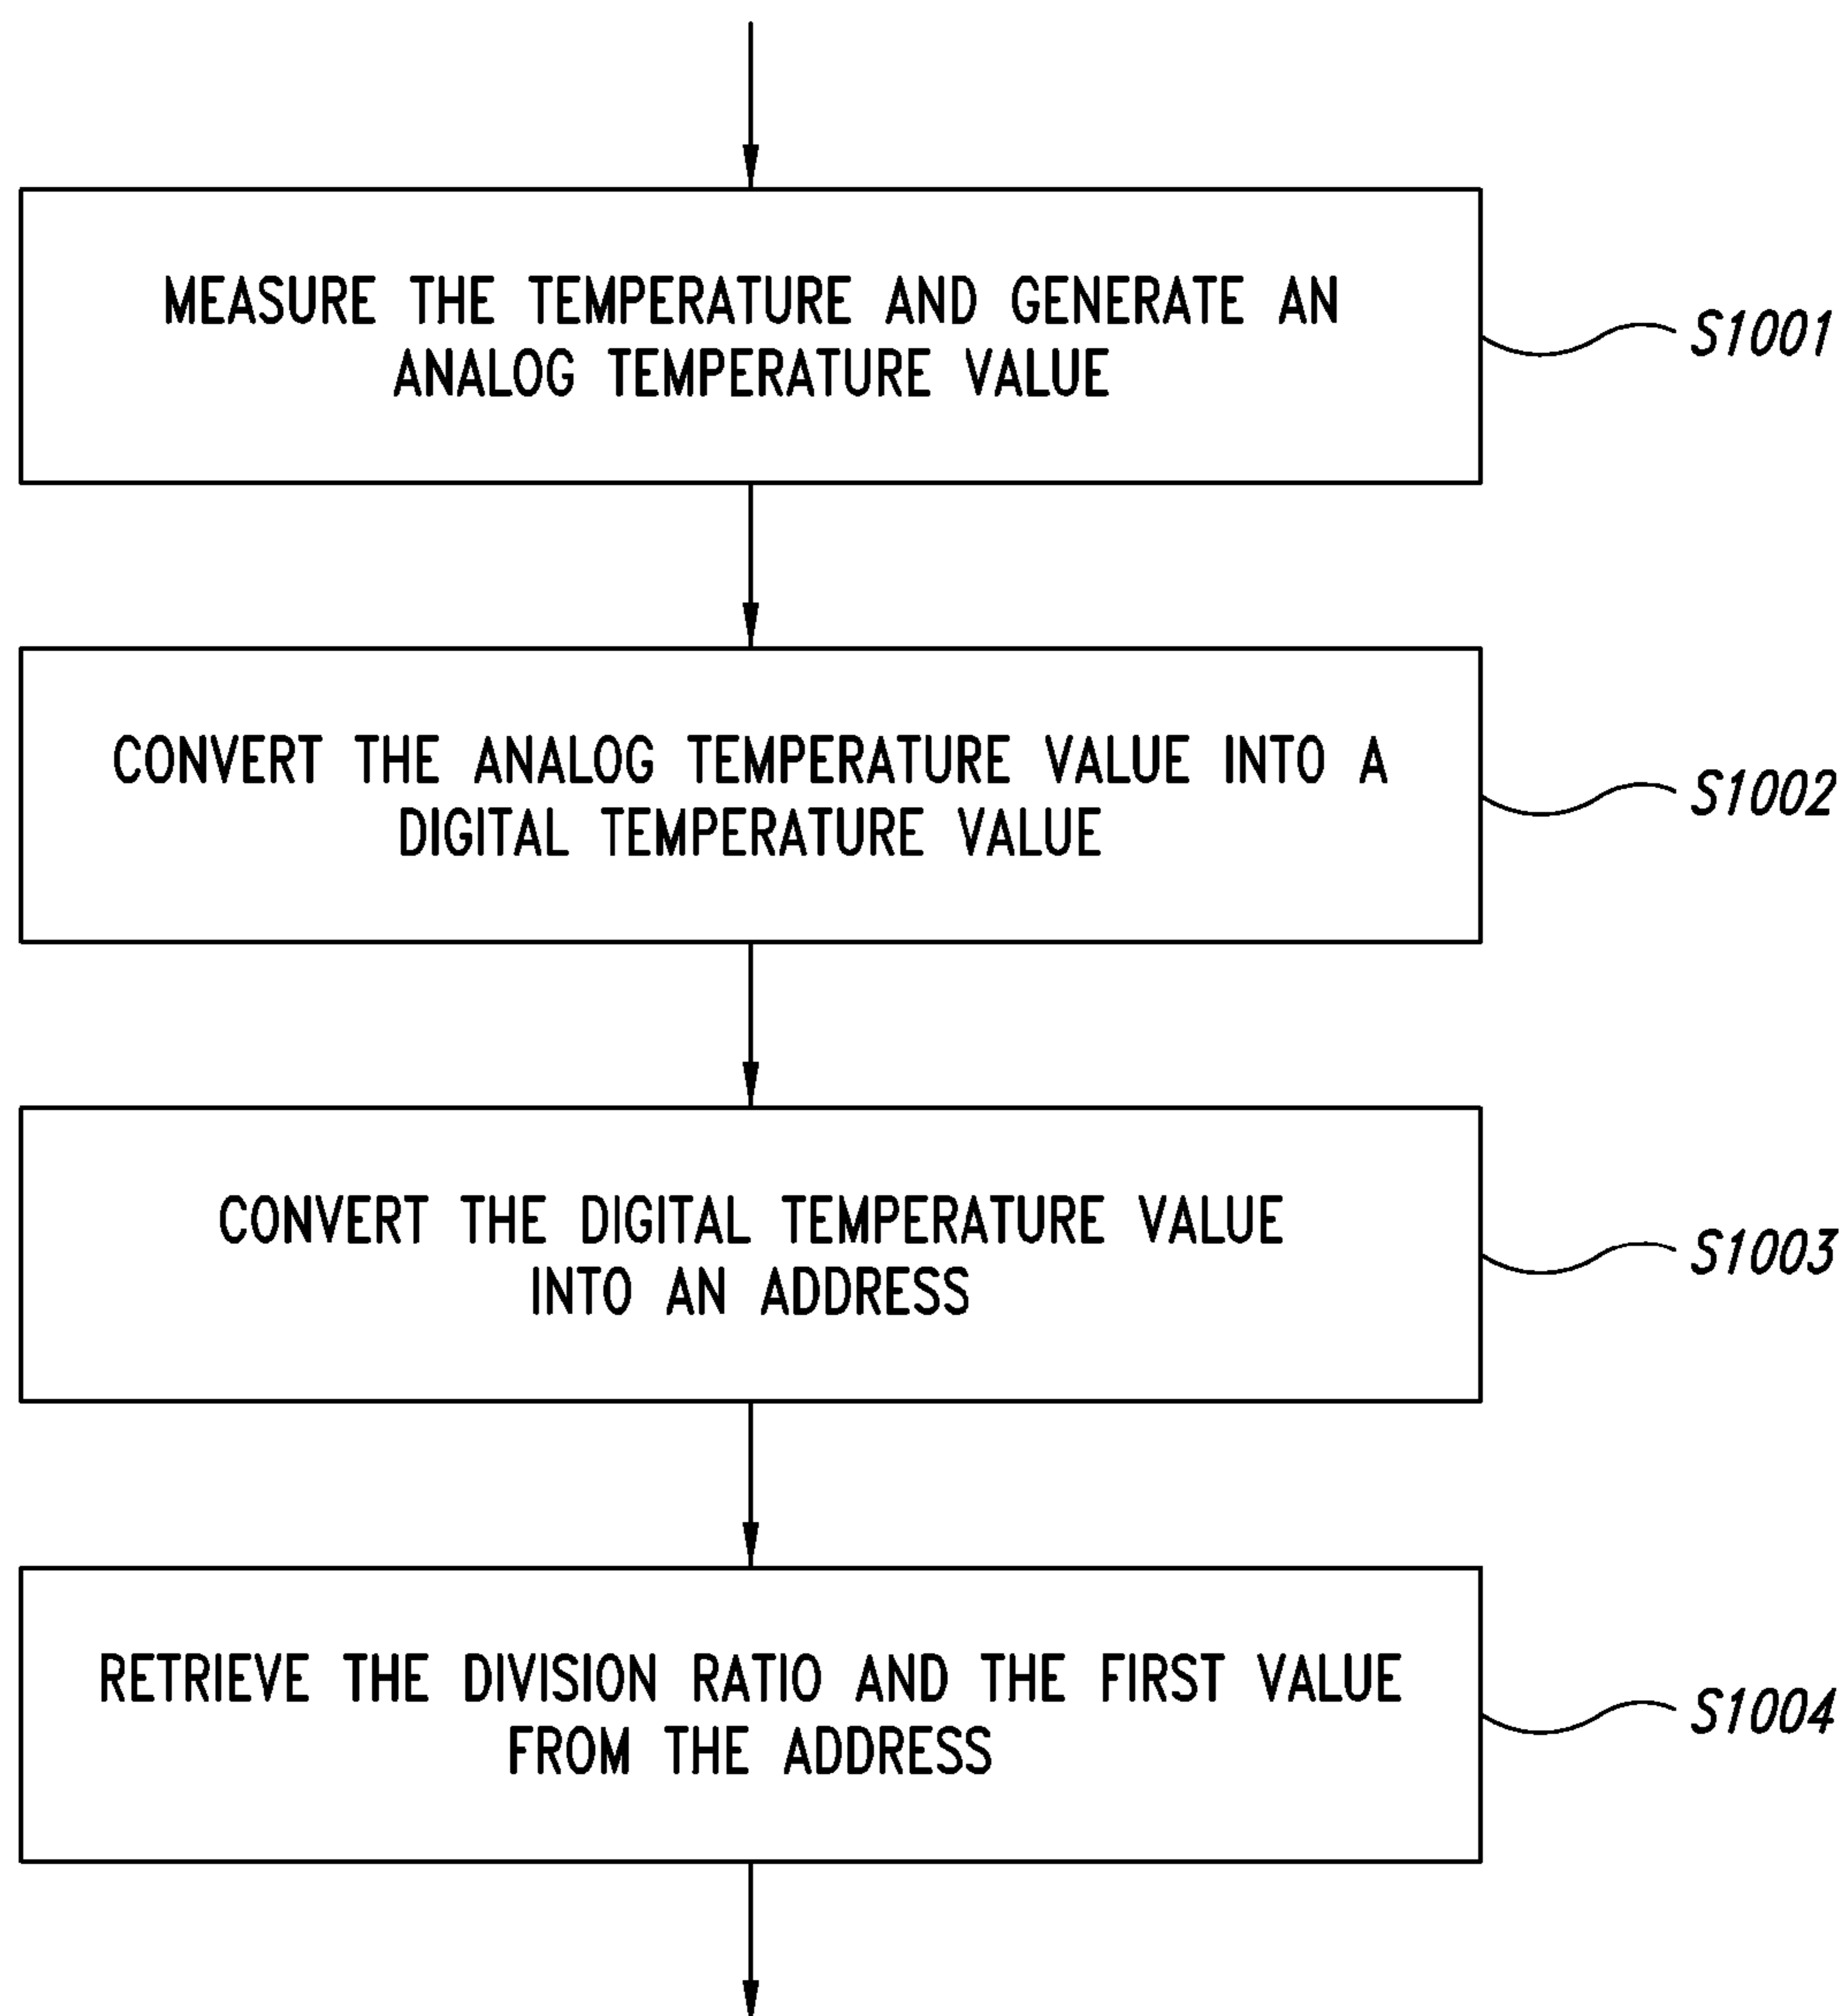 MEASURE THE TEMPERATURE AND GENERATE AN
ANALOG TEMPERATURE VALUE
S1001
CONVERT THE ANALOG TEMPERATURE VALUE INTO A
DIGITAL TEMPERATURE VALUE
S1002
CONVERT THE DIGITAL TEMPERATURE VALUE
INTO AN ADDRESS
S1003
RETRIEVE THE DIVISION RATIO AND THE FIRST VALUE
FROM THE ADDRESS
S1004